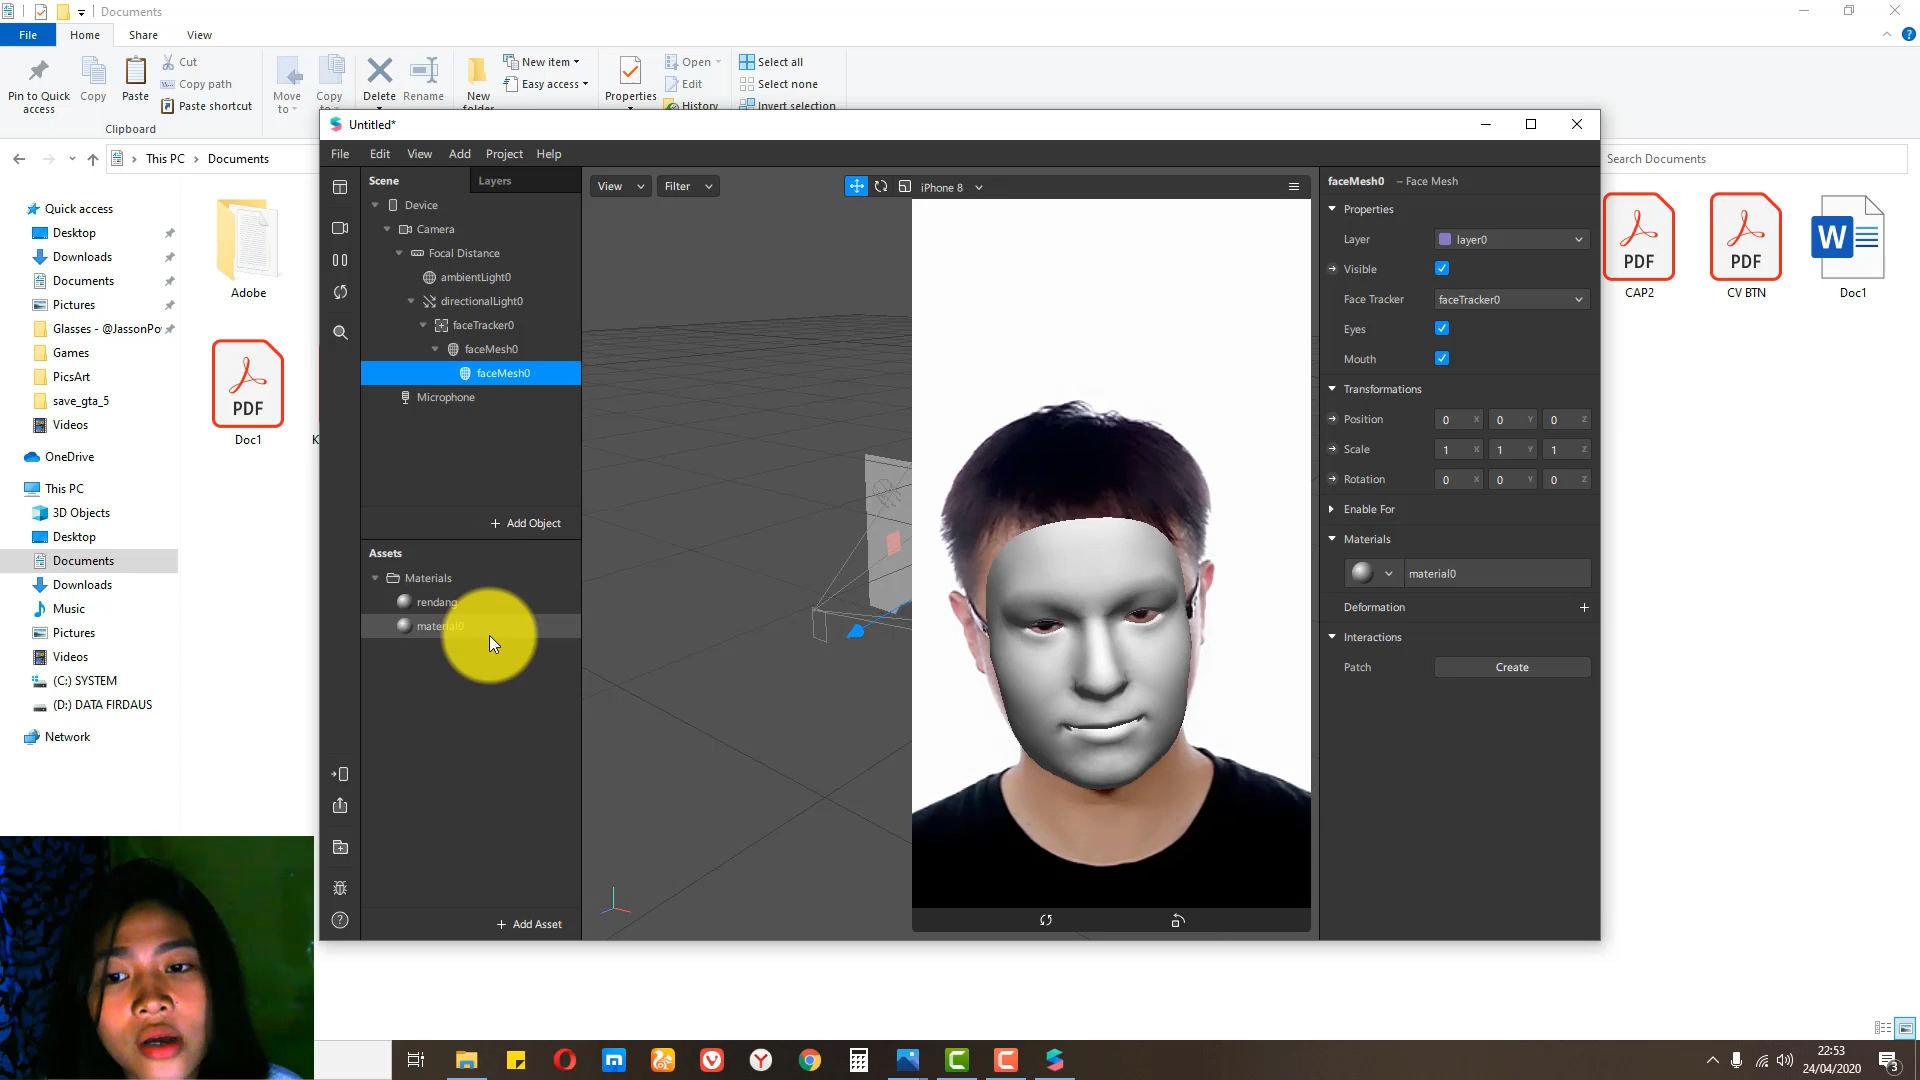 Documents
File
Home
Share
View
Pin to Quick access
Copy
Paste
Cut
Copy path
Paste shortcut
Clipboard
Move to
Copy
Delete
Rename
New folder
New item
Easy access
Properties
Open
Edit
History
Select all
Select none
Invert selection
This PC > Documents
Search Documents
Quick access
Desktop
Downloads
Documents
Pictures
Glasses - @JassonPo
Games
PicsArt
save_gta_5
Videos
OneDrive
This PC
3D Objects
Desktop
Documents
Downloads
Music
Pictures
Videos
(C:) SYSTEM
(D:) DATA FIRDAUS
Network
Adobe
PDF
Doc1
K
Untitled*
File Edit View Add Project Help
Scene
Layers
Device
Camera
Focal Distance
ambientLight0
directionalLight0
faceTracker0
faceMesh0
faceMesh0
Microphone
+ Add Object
Assets
Materials
rendang
material0
+ Add Asset
View
Filter
iPhone 8
faceMesh0 – Face Mesh
Properties
Layer layer0
Visible
Face Tracker faceTracker0
Eyes
Mouth
Transformations
Position 0 X 0 Y 0 Z
Scale 1 X 1 Y 1 Z
Rotation 0 X 0 Y 0 Z
Enable For
Materials
material0
Deformation +
Interactions
Patch Create
PDF
CAP2
PDF
CV BTN
W
Doc1
22:53
24/04/2020
3